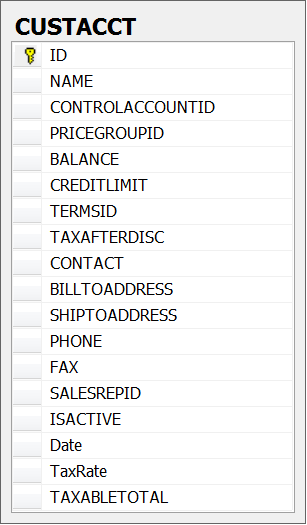 CUSTACCT
ID
NAME
CONTROLACCOUNTID
PRICEGROUPID
BALANCE
CREDITLIMIT
TERMSID
TAXAFTERDISC
CONTACT
BILLTOADDRESS
SHIPTOADDRESS
PHONE
FAX
SALESREPID
ISACTIVE
Date
TaxRate
TAXABLETOTAL